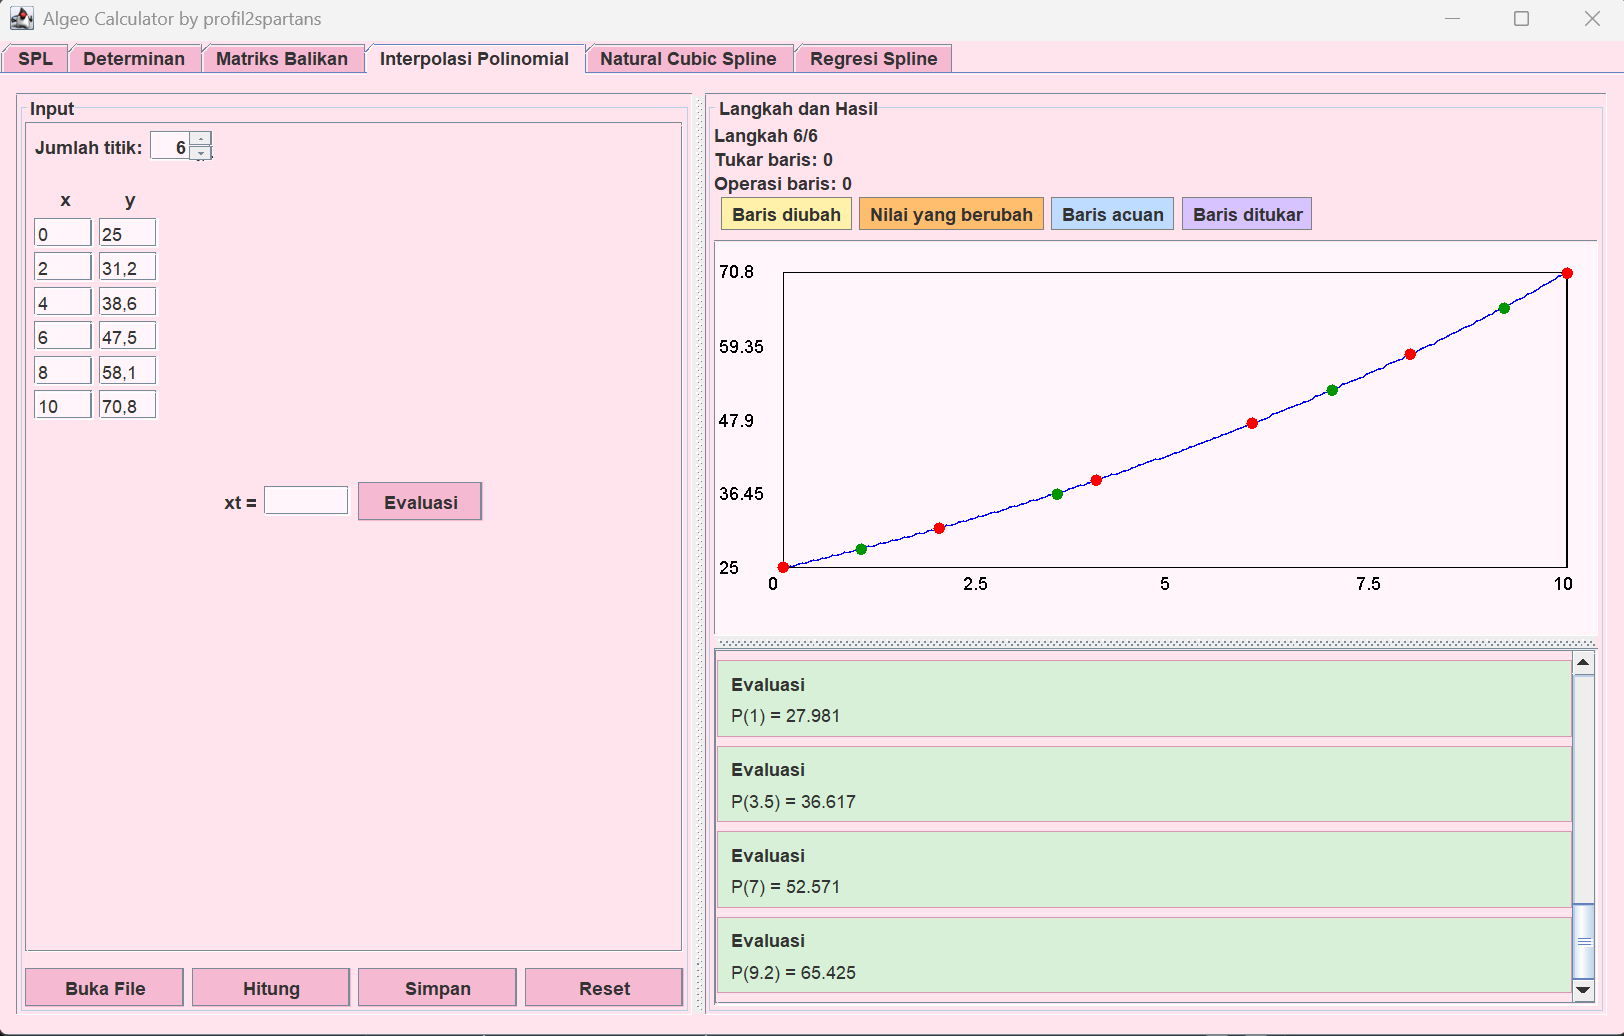 Algeo Calculator by profil2spartans
SPL Determinan Matriks Balikan Interpolasi Polinomial Natural Cubic Spline Regresi Spline
Input
Jumlah titik: 6
x y
0 25
2 31,2
4 38,6
6 47,5
8 58,1
10 70,8
xt = Evaluasi
Buka File Hitung Simpan Reset
Langkah dan Hasil
Langkah 6/6
Tukar baris: 0
Operasi baris: 0
Baris diubah Nilai yang berubah Baris acuan Baris ditukar
70.8
59.35
47.9
36.45
25
0 2.5 5 7.5 10
Evaluasi
P(1) = 27.981
Evaluasi
P(3.5) = 36.617
Evaluasi
P(7) = 52.571
Evaluasi
P(9.2) = 65.425